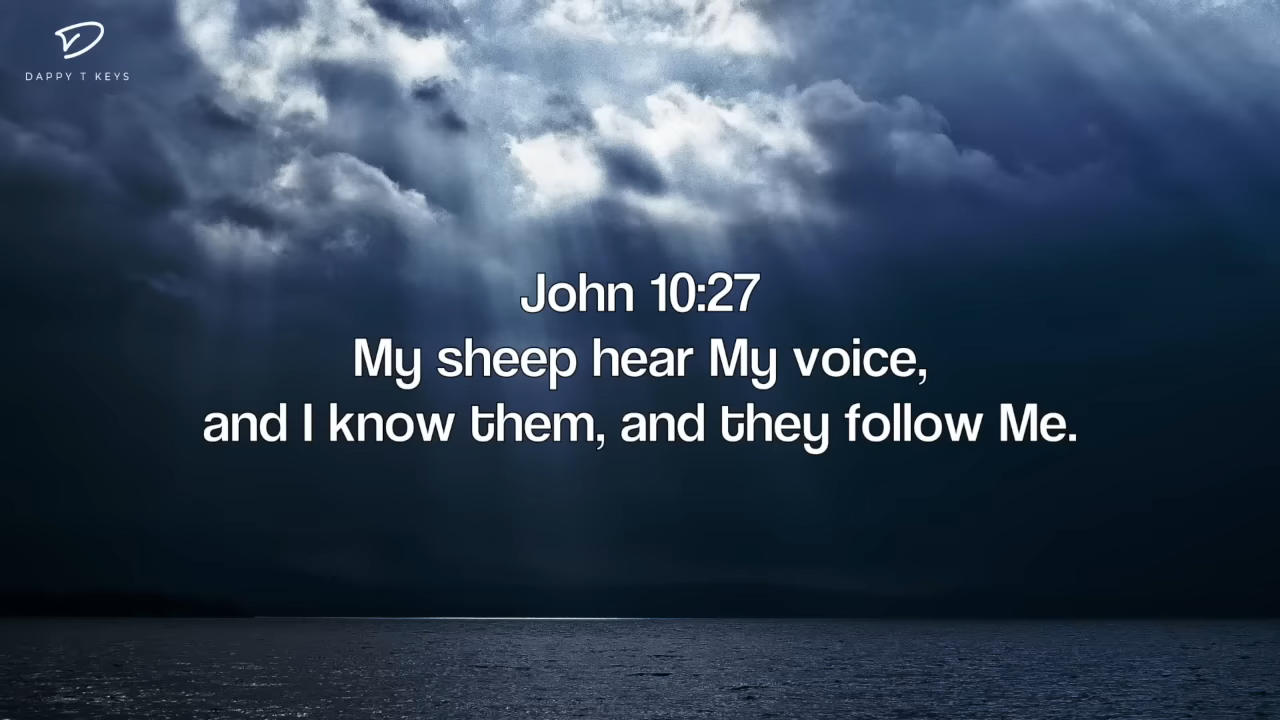 DAPPY T KEYS
John 10:27
My sheep hear My voice,
and I know them, and they follow Me.